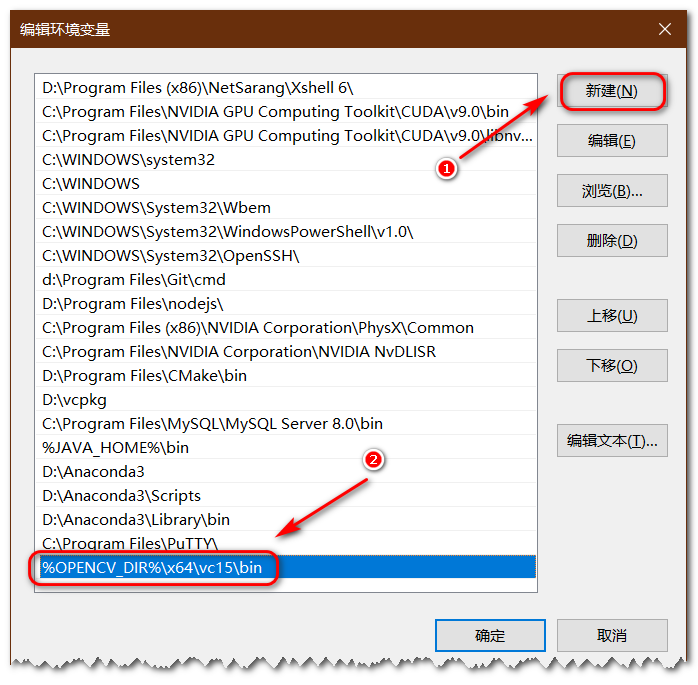 编辑环境变量
D:\Program Files (x86)\NetSarang\Xshell 6\
新建(N)
C:\Program Files\NVIDIA GPU Computing Toolkit\CUDA\v9.0\bin
C:\Program Files\NVIDIA GPU Computing Toolkit\CUDA\v9.0\libnv...
编辑(E)
C:\WINDOWS\system32
1
C:\WINDOWS
浏览(B)...
C:\WINDOWS\System32\Wbem
C:\WINDOWS\System32\WindowsPowerShell\v1.0\
删除(D)
C:\WINDOWS\System32\OpenSSH\
d:\Program Files\Git\cmd
D:\Program Files\nodejs\
上移(U)
C:\Program Files (x86)\NVIDIA Corporation\PhysX\Common
C:\Program Files\NVIDIA Corporation\NVIDIA NvDLISR
下移(O)
D:\Program Files\CMake\bin
D:\vcpkg
C:\Program Files\MySQL\MySQL Server 8.0\bin
编辑文本(T)...
%JAVA_HOME%\bin
2
D:\Anaconda3
D:\Anaconda3\Scripts
D:\Anaconda3\Library\bin
C:\Program Files\PuTTY\
%OPENCV_DIR%\x64\vc15\bin
确定
取消